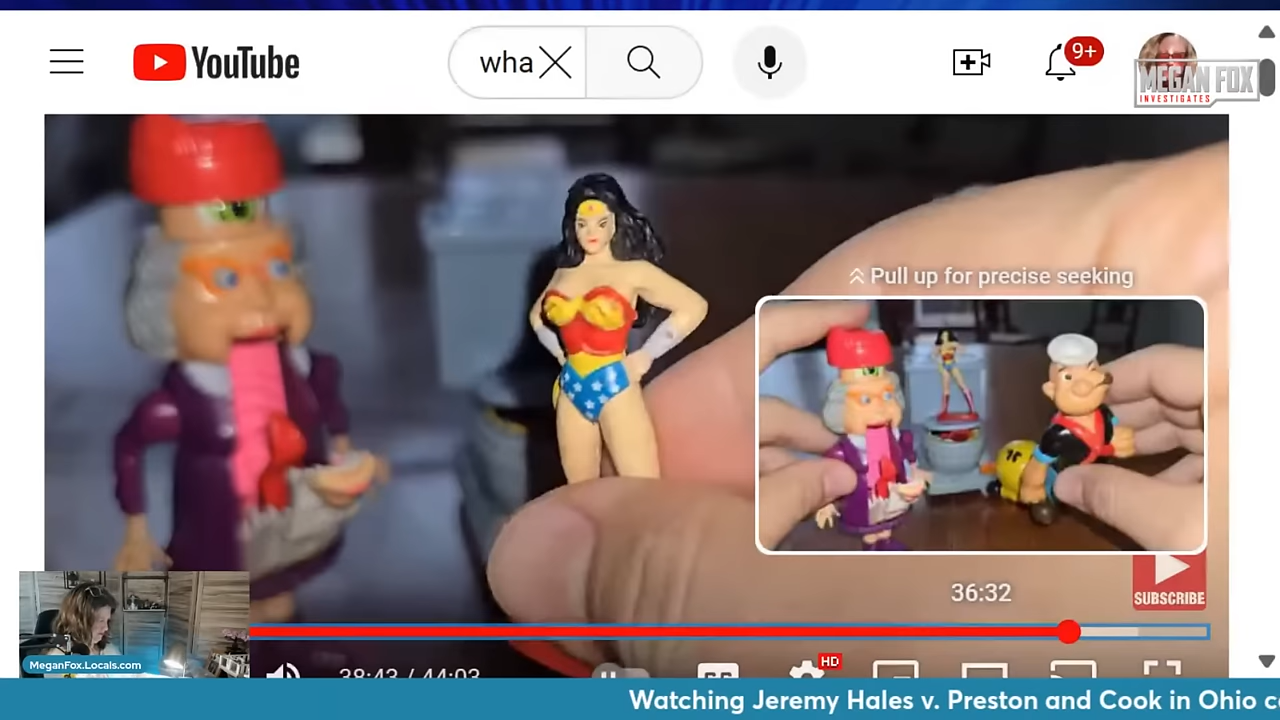 YouTube
wha
9+
MEGAN FOX
INVESTIGATES
Pull up for precise seeking
36:32
SUBSCRIBE
MeganFox.Locals.com
HD
38:43 / 44:03
CC
Watching Jeremy Hales v. Preston and Cook in Ohio c